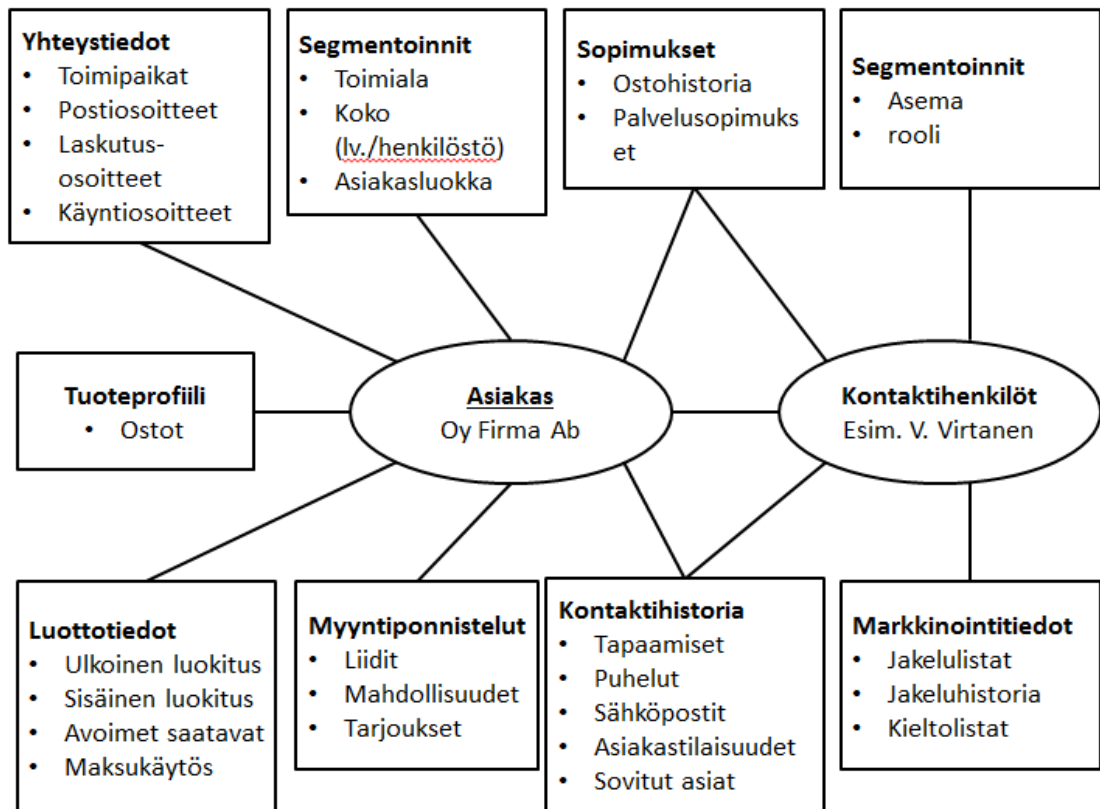 Yhteystiedot
• Toimipaikat
• Postiosoitteet
• Laskutus-
osoitteet
• Käyntiosoitteet
Segmentoinnit
• Toimiala
• Koko
(lv./henkilöstö)
• Asiakasluokka
Sopimukset
• Ostohistoria
• Palvelusopimuks
et
Segmentoinnit
• Asema
• rooli
Tuoteprofiili
• Ostot
Asiakas
Oy Firma Ab
Kontaktihenkilöt
Esim. V. Virtanen
Luottotiedot
• Ulkoinen luokitus
• Sisäinen luokitus
• Avoimet saatavat
• Maksukäytös
Myyntiponnistelut
• Liidit
• Mahdollisuudet
• Tarjoukset
Kontaktihistoria
• Tapaamiset
• Puhelut
• Sähköpostit
• Asiakastilaisuudet
• Sovitut asiat
Markkinointitiedot
• Jakelulistat
• Jakeluhistoria
• Kieltolistat